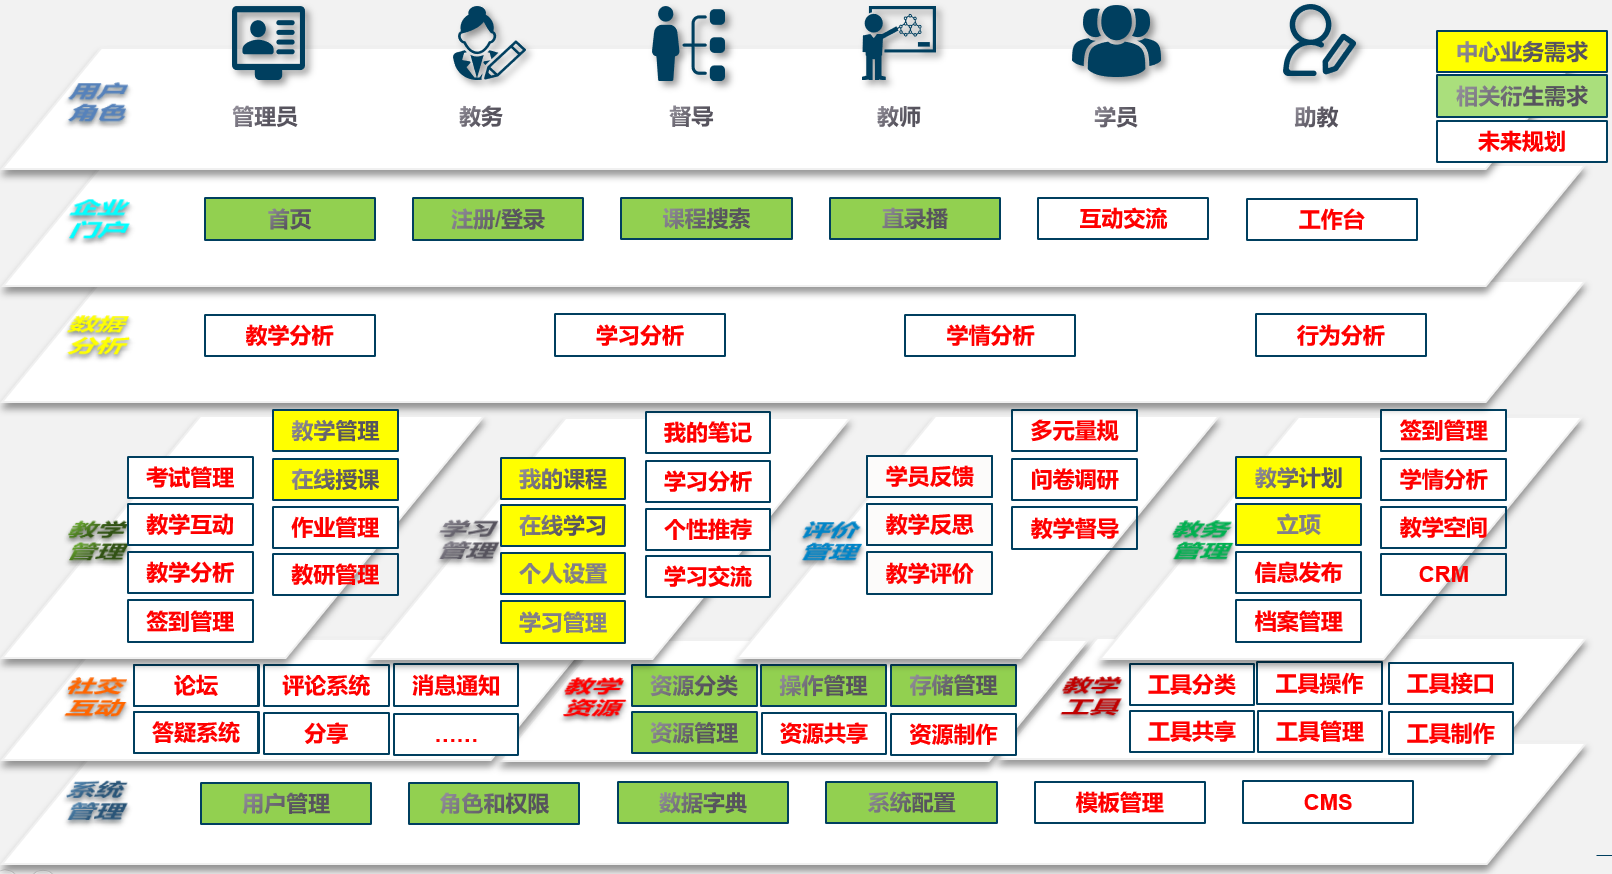 用户
角色
管理员
教务
督导
教师
学员
助教
中心业务需求
相关衍生需求
未来规划
企业
门户
首页
注册/登录
课程搜索
直录播
互动交流
工作台
数据
分析
教学分析
学习分析
学情分析
行为分析
教学
管理
考试管理
教学互动
教学分析
签到管理
教学管理
在线授课
作业管理
教研管理
学习
管理
我的课程
在线学习
个人设置
学习管理
我的笔记
学习分析
个性推荐
学习交流
评价
管理
学员反馈
教学反思
教学评价
多元量规
问卷调研
教学督导
教务
管理
教学计划
立项
信息发布
档案管理
签到管理
学情分析
教学空间
CRM
社交
互动
论坛
评论系统
消息通知
答疑系统
分享
……
教学
资源
资源分类
操作管理
存储管理
资源管理
资源共享
资源制作
教学
工具
工具分类
工具操作
工具接口
工具共享
工具管理
工具制作
系统
管理
用户管理
角色和权限
数据字典
系统配置
模板管理
CMS